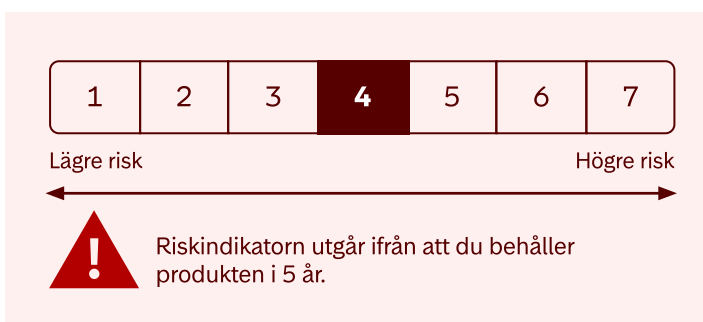 1 2 3 4 5 6 7
Lägre risk Högre risk
! Riskindikatorn utgår ifrån att du behåller
produkten i 5 år.